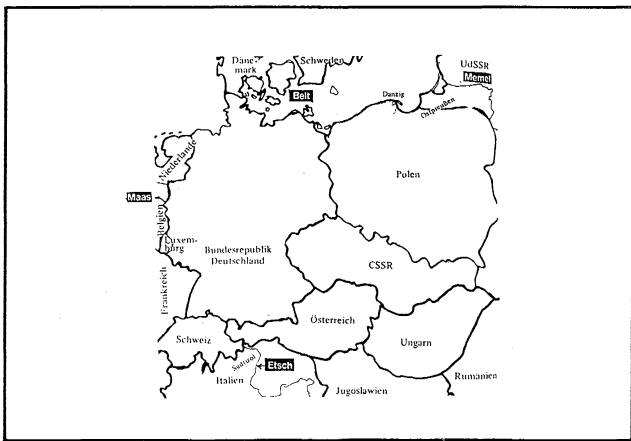 Däne-
mark
Schweden
UdSSR
Memel
Belt
Danzig
Ostpreußen
Niederlande
Polen
Maas
Belgien
Luxem-
burg
Bundesrepublik
Deutschland
CSSR
Frankreich
Österreich
Schweiz
Ungarn
Südtirol
Etsch
Italien
Jugoslawien
Rumänien